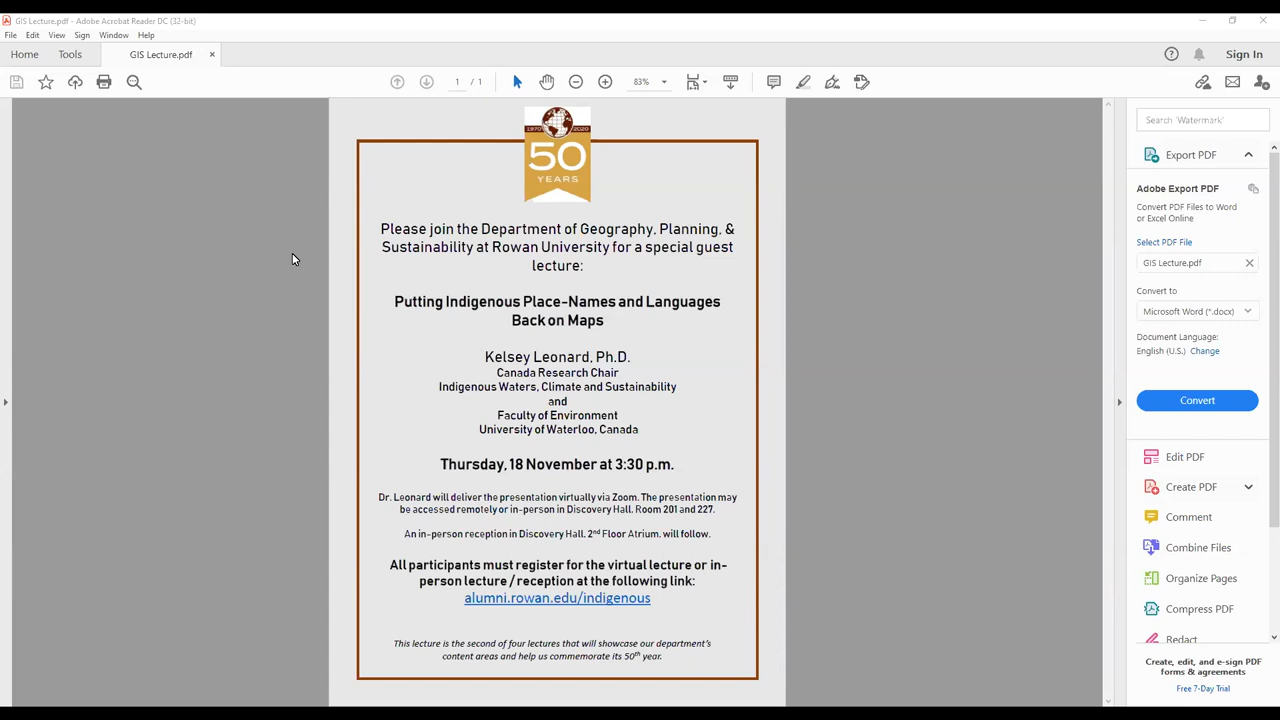 GIS Lecture.pdf - Adobe Acrobat Reader DC (32-bit)
File Edit View Sign Window Help
Home Tools GIS Lecture.pdf × Sign In
1 / 1 83%
1970 2020
50
YEARS
Please join the Department of Geography, Planning, &
Sustainability at Rowan University for a special guest
lecture:
Putting Indigenous Place-Names and Languages
Back on Maps
Kelsey Leonard, Ph.D.
Canada Research Chair
Indigenous Waters, Climate and Sustainability
and
Faculty of Environment
University of Waterloo, Canada
Thursday, 18 November at 3:30 p.m.
Dr. Leonard will deliver the presentation virtually via Zoom. The presentation may
be accessed remotely or in-person in Discovery Hall, Room 201 and 227.
An in-person reception in Discovery Hall, 2nd Floor Atrium, will follow.
All participants must register for the virtual lecture or in-
person lecture / reception at the following link:
alumni.rowan.edu/indigenous
This lecture is the second of four lectures that will showcase our department's
content areas and help us commemorate its 50th year.
Search 'Watermark'
Export PDF
Adobe Export PDF
Convert PDF Files to Word
or Excel Online
Select PDF File
GIS Lecture.pdf
Convert to
Microsoft Word (*.docx)
Document Language:
English (U.S.) Change
Convert
Edit PDF
Create PDF
Comment
Combine Files
Organize Pages
Compress PDF
Redact
Create, edit, and e-sign PDF
forms & agreements
Free 7-Day Trial